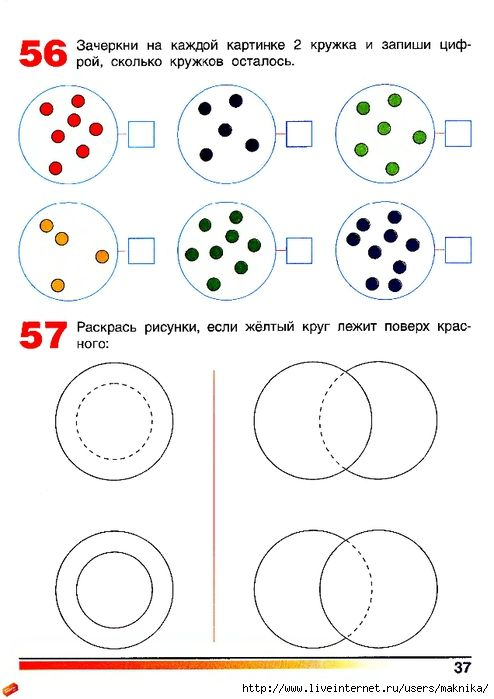 56 Зачеркни на каждой картинке 2 кружка и запиши циф-
рой, сколько кружков осталось.
57 Раскрась рисунки, если жёлтый круг лежит поверх крас-
ного:
37
http://www.liveinternet.ru/users/maknika/